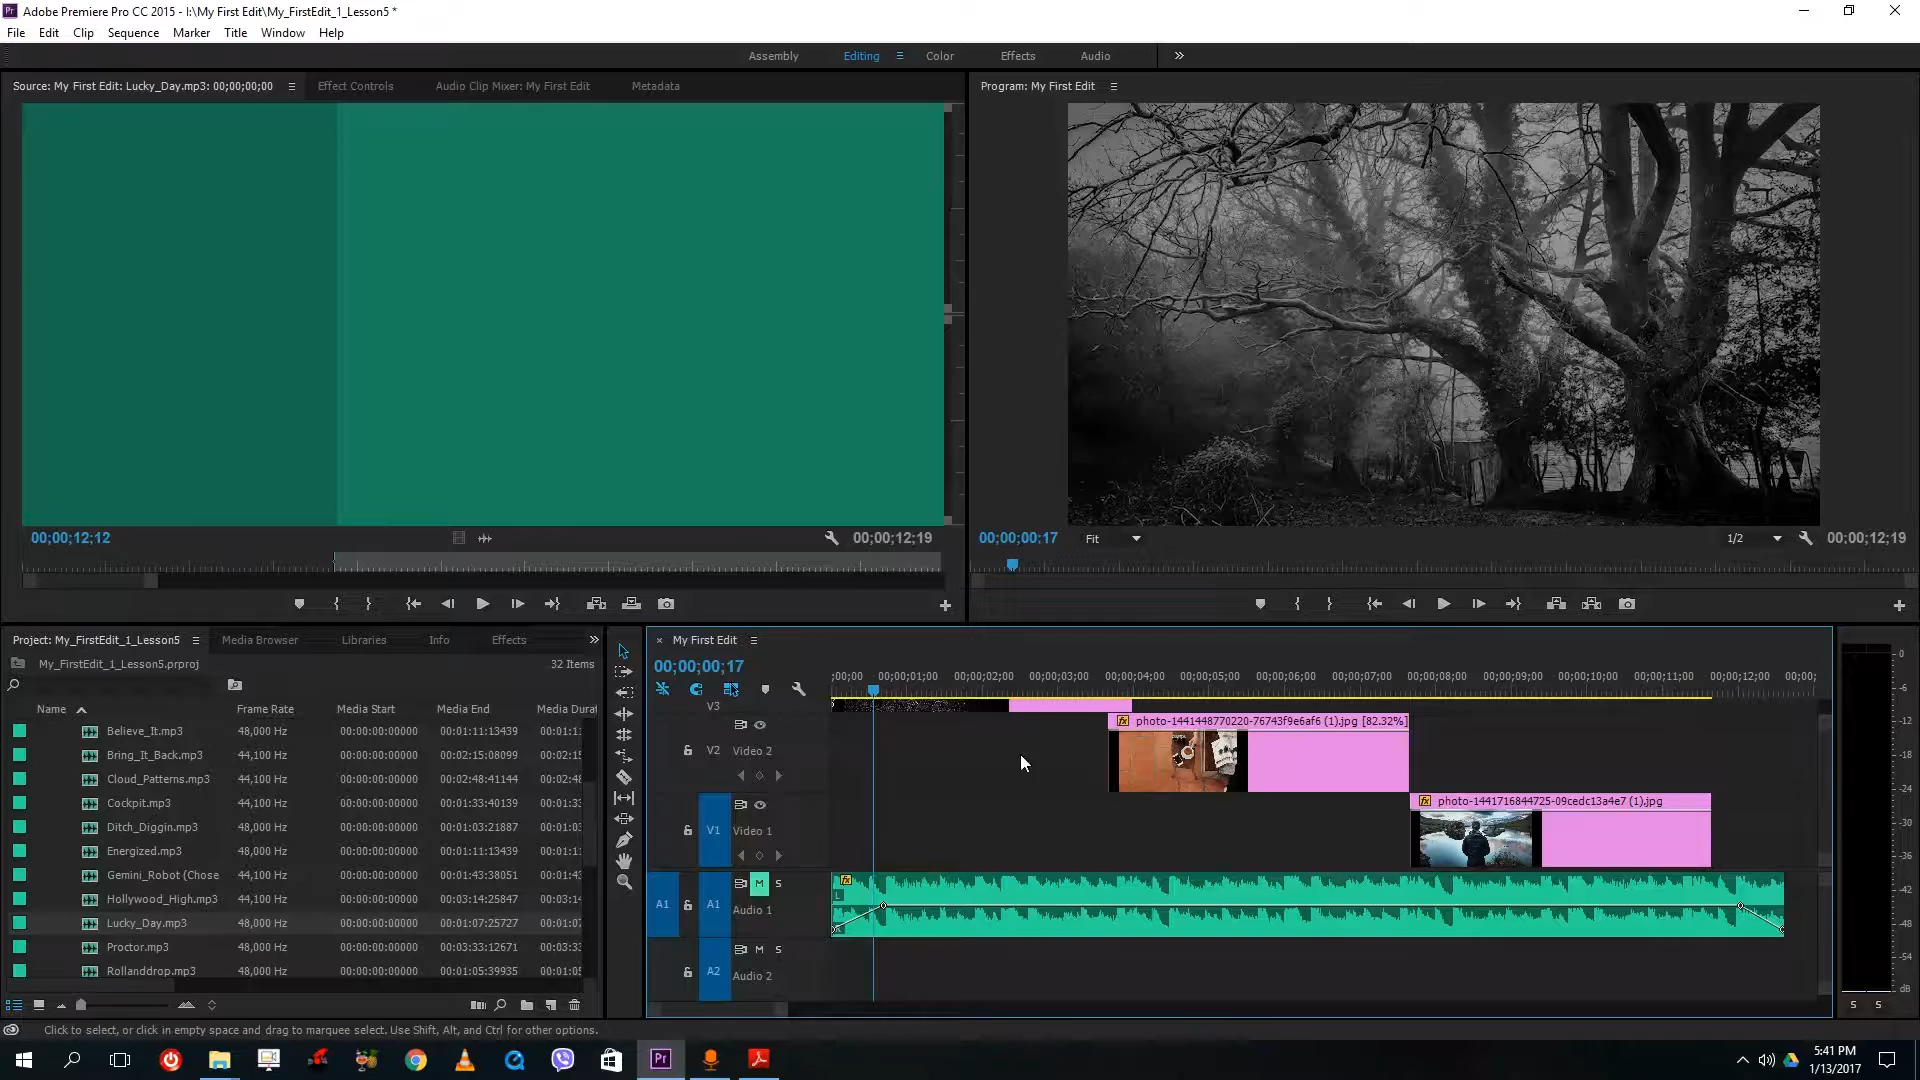 Adobe Premiere Pro CC 2015 - I:\My First Edit\My_FirstEdit_1_Lesson5 *
File Edit Clip Sequence Marker Title Window Help
Assembly Editing Color Effects Audio
Source: My First Edit: Lucky_Day.mp3: 00;00;00;00 Effect Controls Audio Clip Mixer: My First Edit Metadata
Program: My First Edit
00;00;12;12 00;00;12;19
00;00;00;17 Fit 1/2 00;00;12;19
Project: My_FirstEdit_1_Lesson5 Media Browser Libraries Info Effects
My_FirstEdit_1_Lesson5.prproj 32 Items
Name Frame Rate Media Start Media End Media Durat
Believe_It.mp3 48,000 Hz 00:00:00:00000 00:01:11:13439 00:01:1
Bring_It_Back.mp3 44,100 Hz 00:00:00:00000 00:02:15:08099 00:02:15
Cloud_Patterns.mp3 44,100 Hz 00:00:00:00000 00:02:48:41144 00:02:48
Cockpit.mp3 44,100 Hz 00:00:00:00000 00:01:33:40139 00:01:33
Ditch_Diggin.mp3 48,000 Hz 00:00:00:00000 00:01:03:21887 00:01:03
Energized.mp3 48,000 Hz 00:00:00:00000 00:01:11:13439 00:01:1
Gemini_Robot (Chose 44,100 Hz 00:00:00:00000 00:01:43:38051 00:01:43
Hollywood_High.mp3 44,100 Hz 00:00:00:00000 00:03:14:25847 00:03:14
Lucky_Day.mp3 48,000 Hz 00:00:00:00000 00:01:07:25727 00:01:07
Proctor.mp3 48,000 Hz 00:00:00:00000 00:03:33:12671 00:03:33
Rollanddrop.mp3 48,000 Hz 00:00:00:00000 00:01:05:39935 00:01:05
My First Edit
00;00;00;17
;00;00 00;00;01;00 00;00;02;00 00;00;03;00 00;00;04;00 00;00;05;00 00;00;06;00 00;00;07;00 00;00;08;00 00;00;09;00 00;00;10;00 00;00;11;00 00;00;12;00 00;00;
V3
photo-1441448770220-76743f9e6af6 (1).jpg [82.32%]
V2 Video 2
photo-1441716844725-09cedc13a4e7 (1).jpg
V1 Video 1
M S
A1 A1 Audio 1
L
M S
A2 Audio 2
0
-6
-12
-18
-24
-30
-36
-42
-48
-54
dB
S S
Click to select, or click in empty space and drag to marquee select. Use Shift, Alt, and Ctrl for other options.
Pr
5:41 PM
1/13/2017